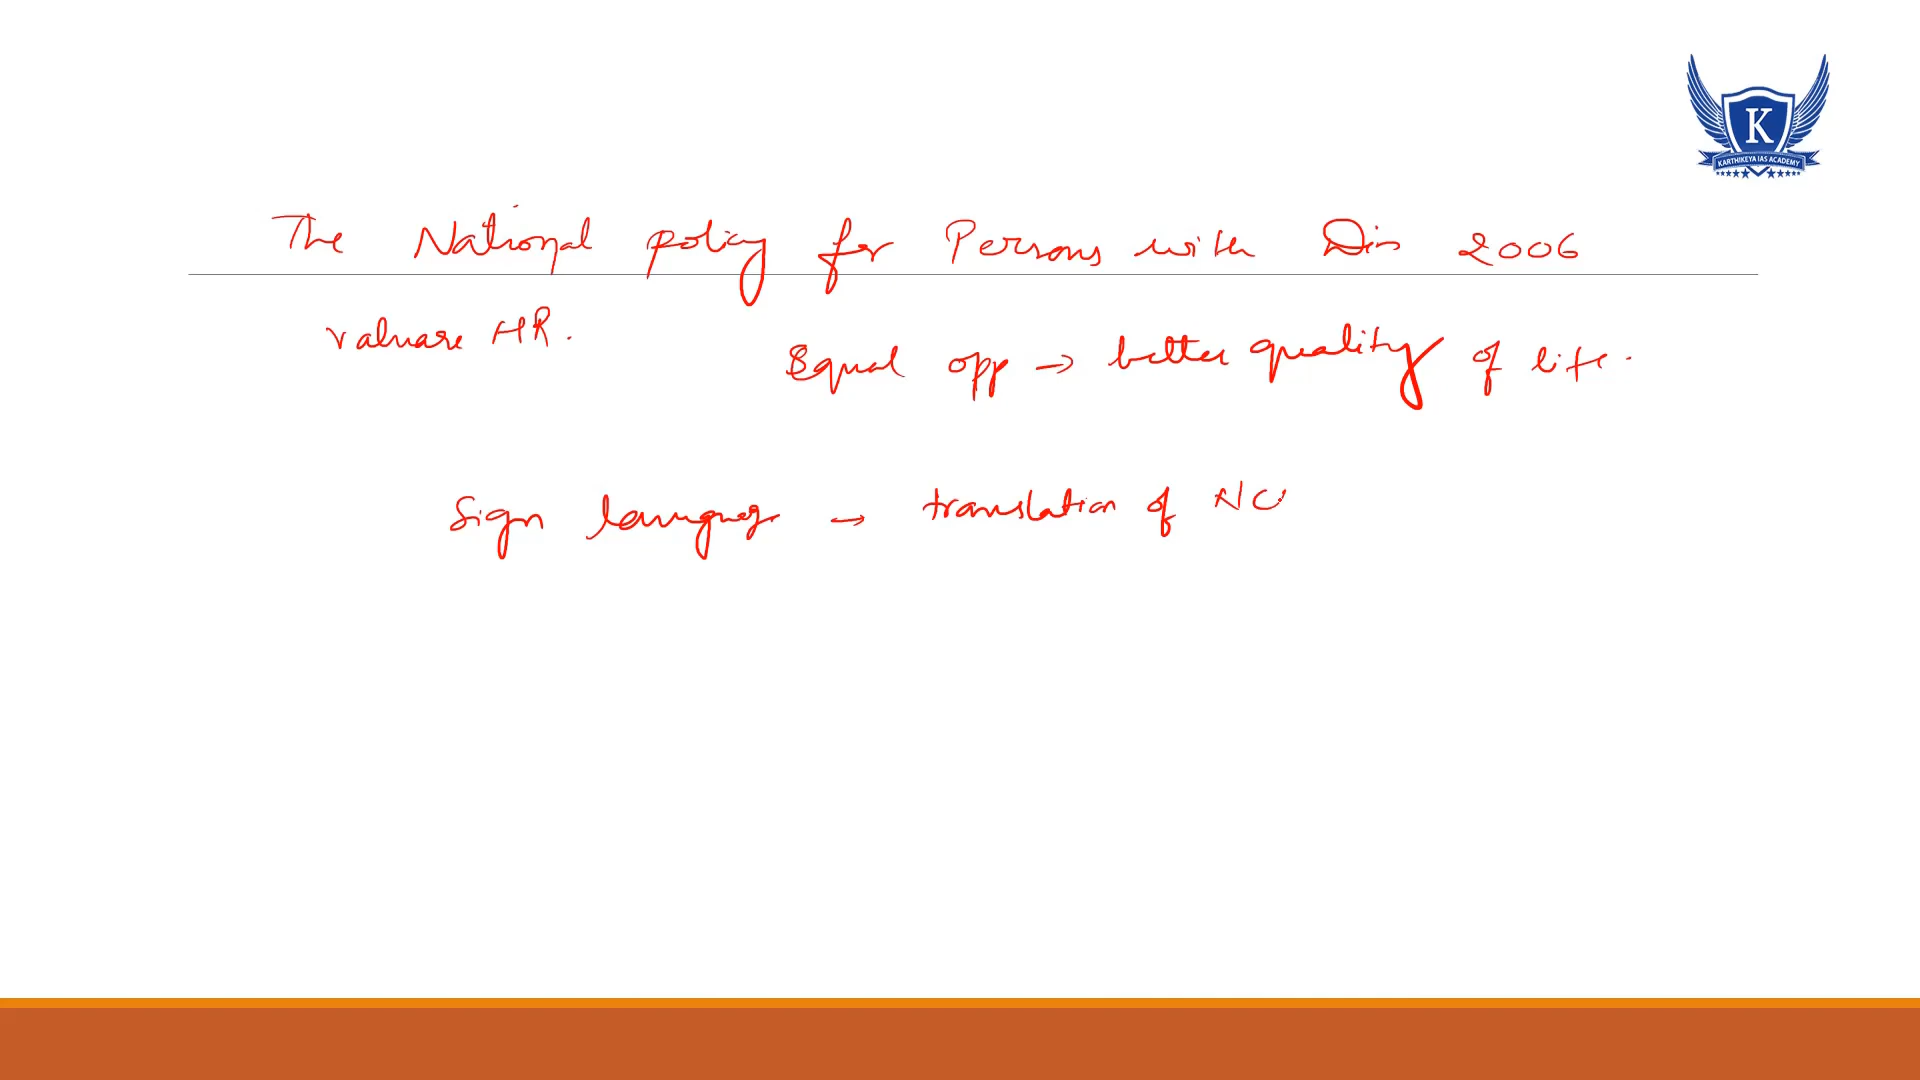 K
KARTHIKEYA IAS ACADEMY
The National policy for Persons with Dis 2006
HR.
Equal opp → better quality of life.
Sign language → translation of NC